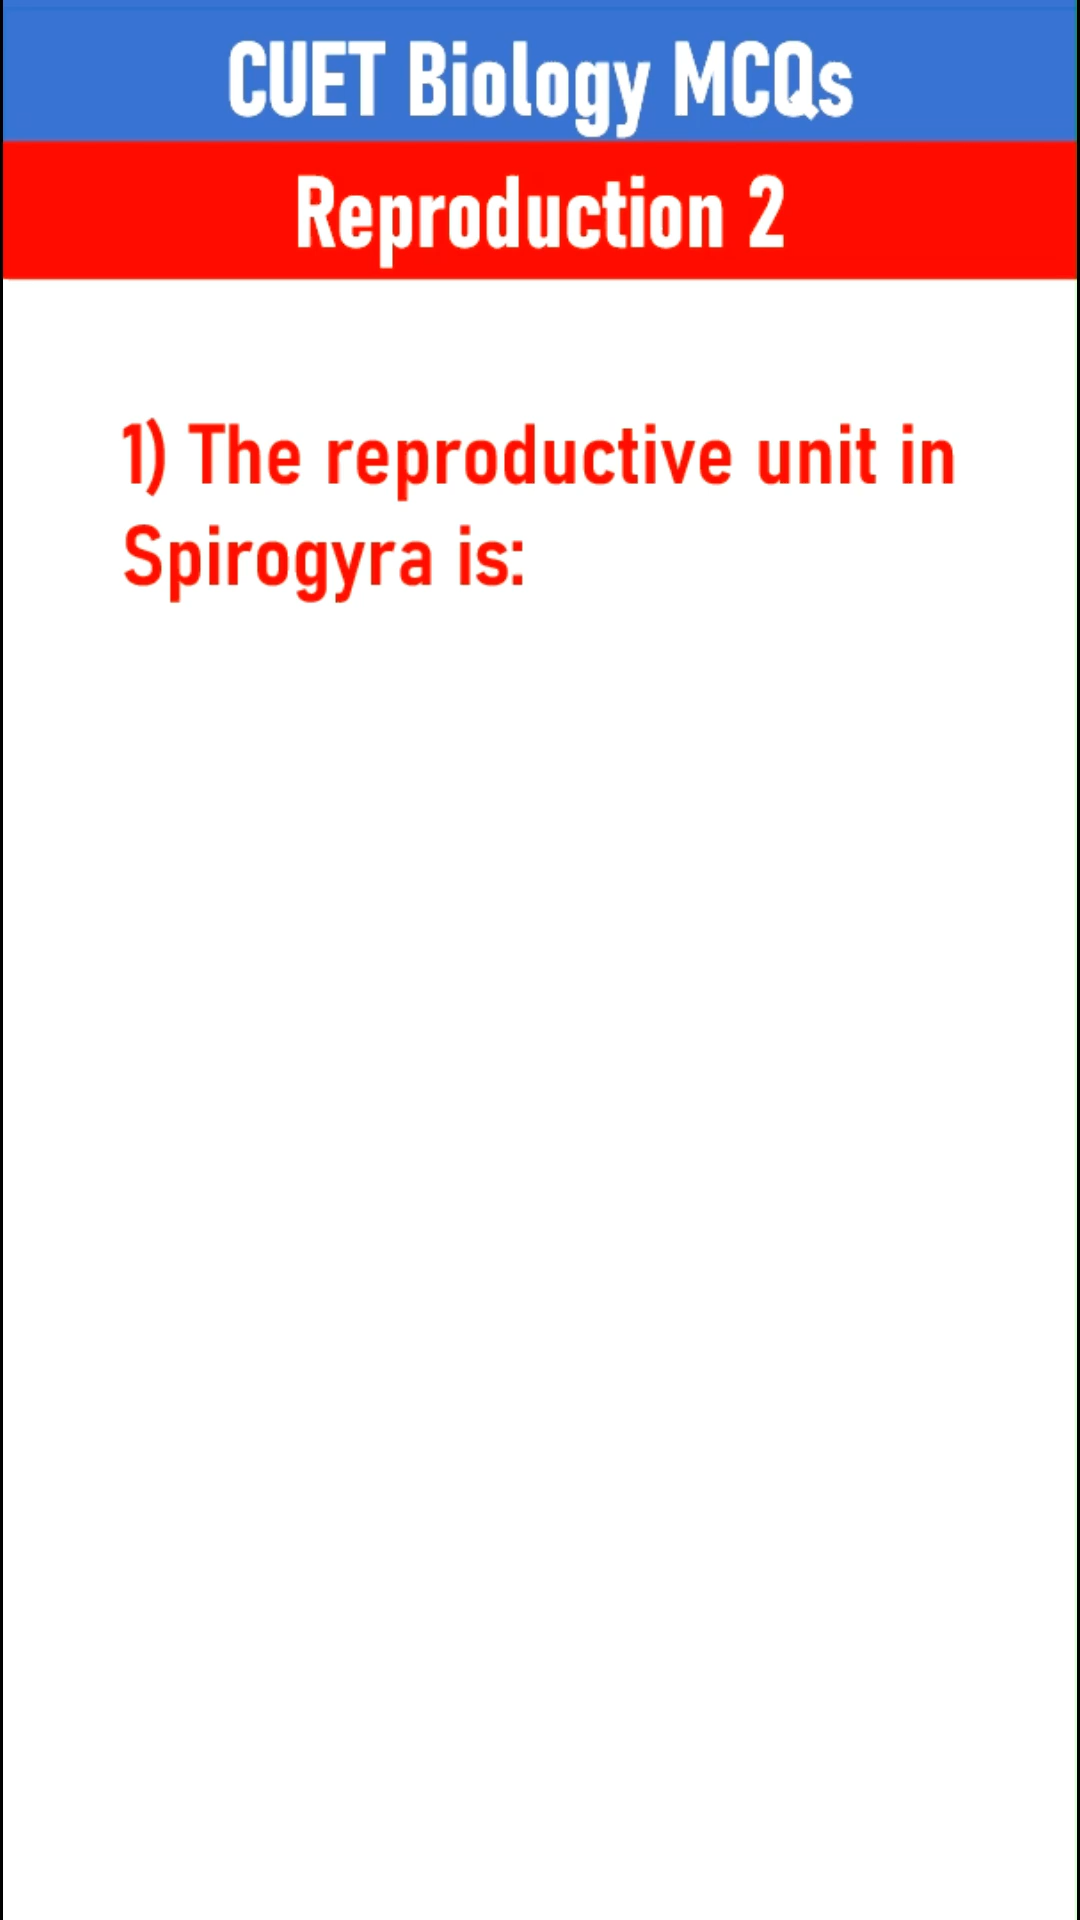 CUET Biology MCQs
Reproduction 2
1) The reproductive unit in
Spirogyra is: